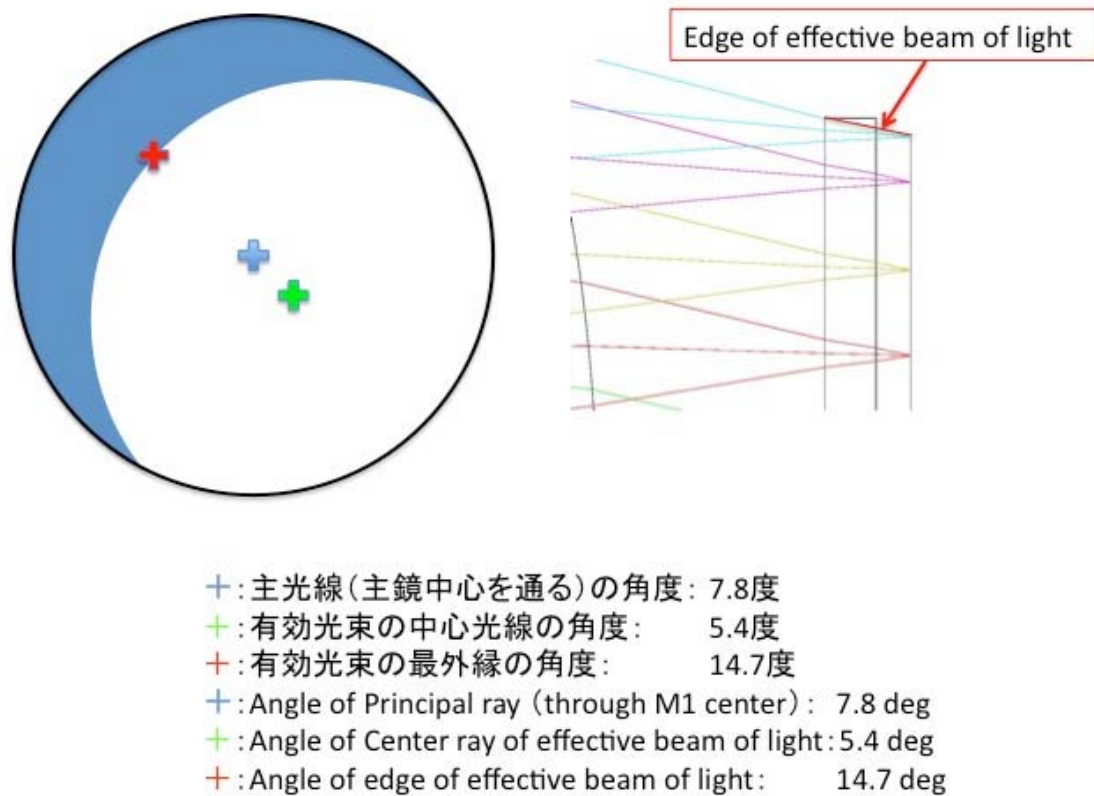 Edge of effective beam of light
+:主光線(主鏡中心を通る)の角度: 7.8度
+:有効光束の中心光線の角度: 5.4度
+:有効光束の最外縁の角度: 14.7度
+:Angle of Principal ray (through M1 center): 7.8 deg
+:Angle of Center ray of effective beam of light:5.4 deg
+:Angle of edge of effective beam of light: 14.7 deg